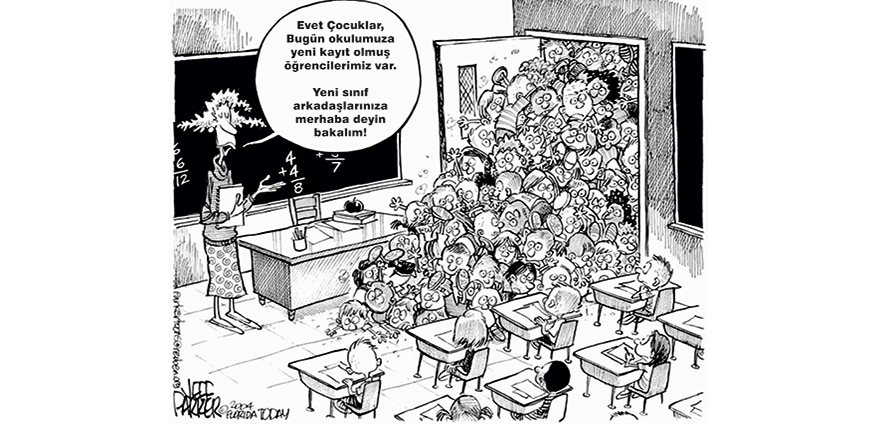 Evet Çocuklar,
Bugün okulumuza
yeni kayıt olmuş
öğrencilerimiz var.
Yeni sınıf
arkadaşlarınıza
merhaba deyin
bakalım!
6
12
4
+4
8
+
7
JEFF
PARKER
©2004
FLORIDA TODAY